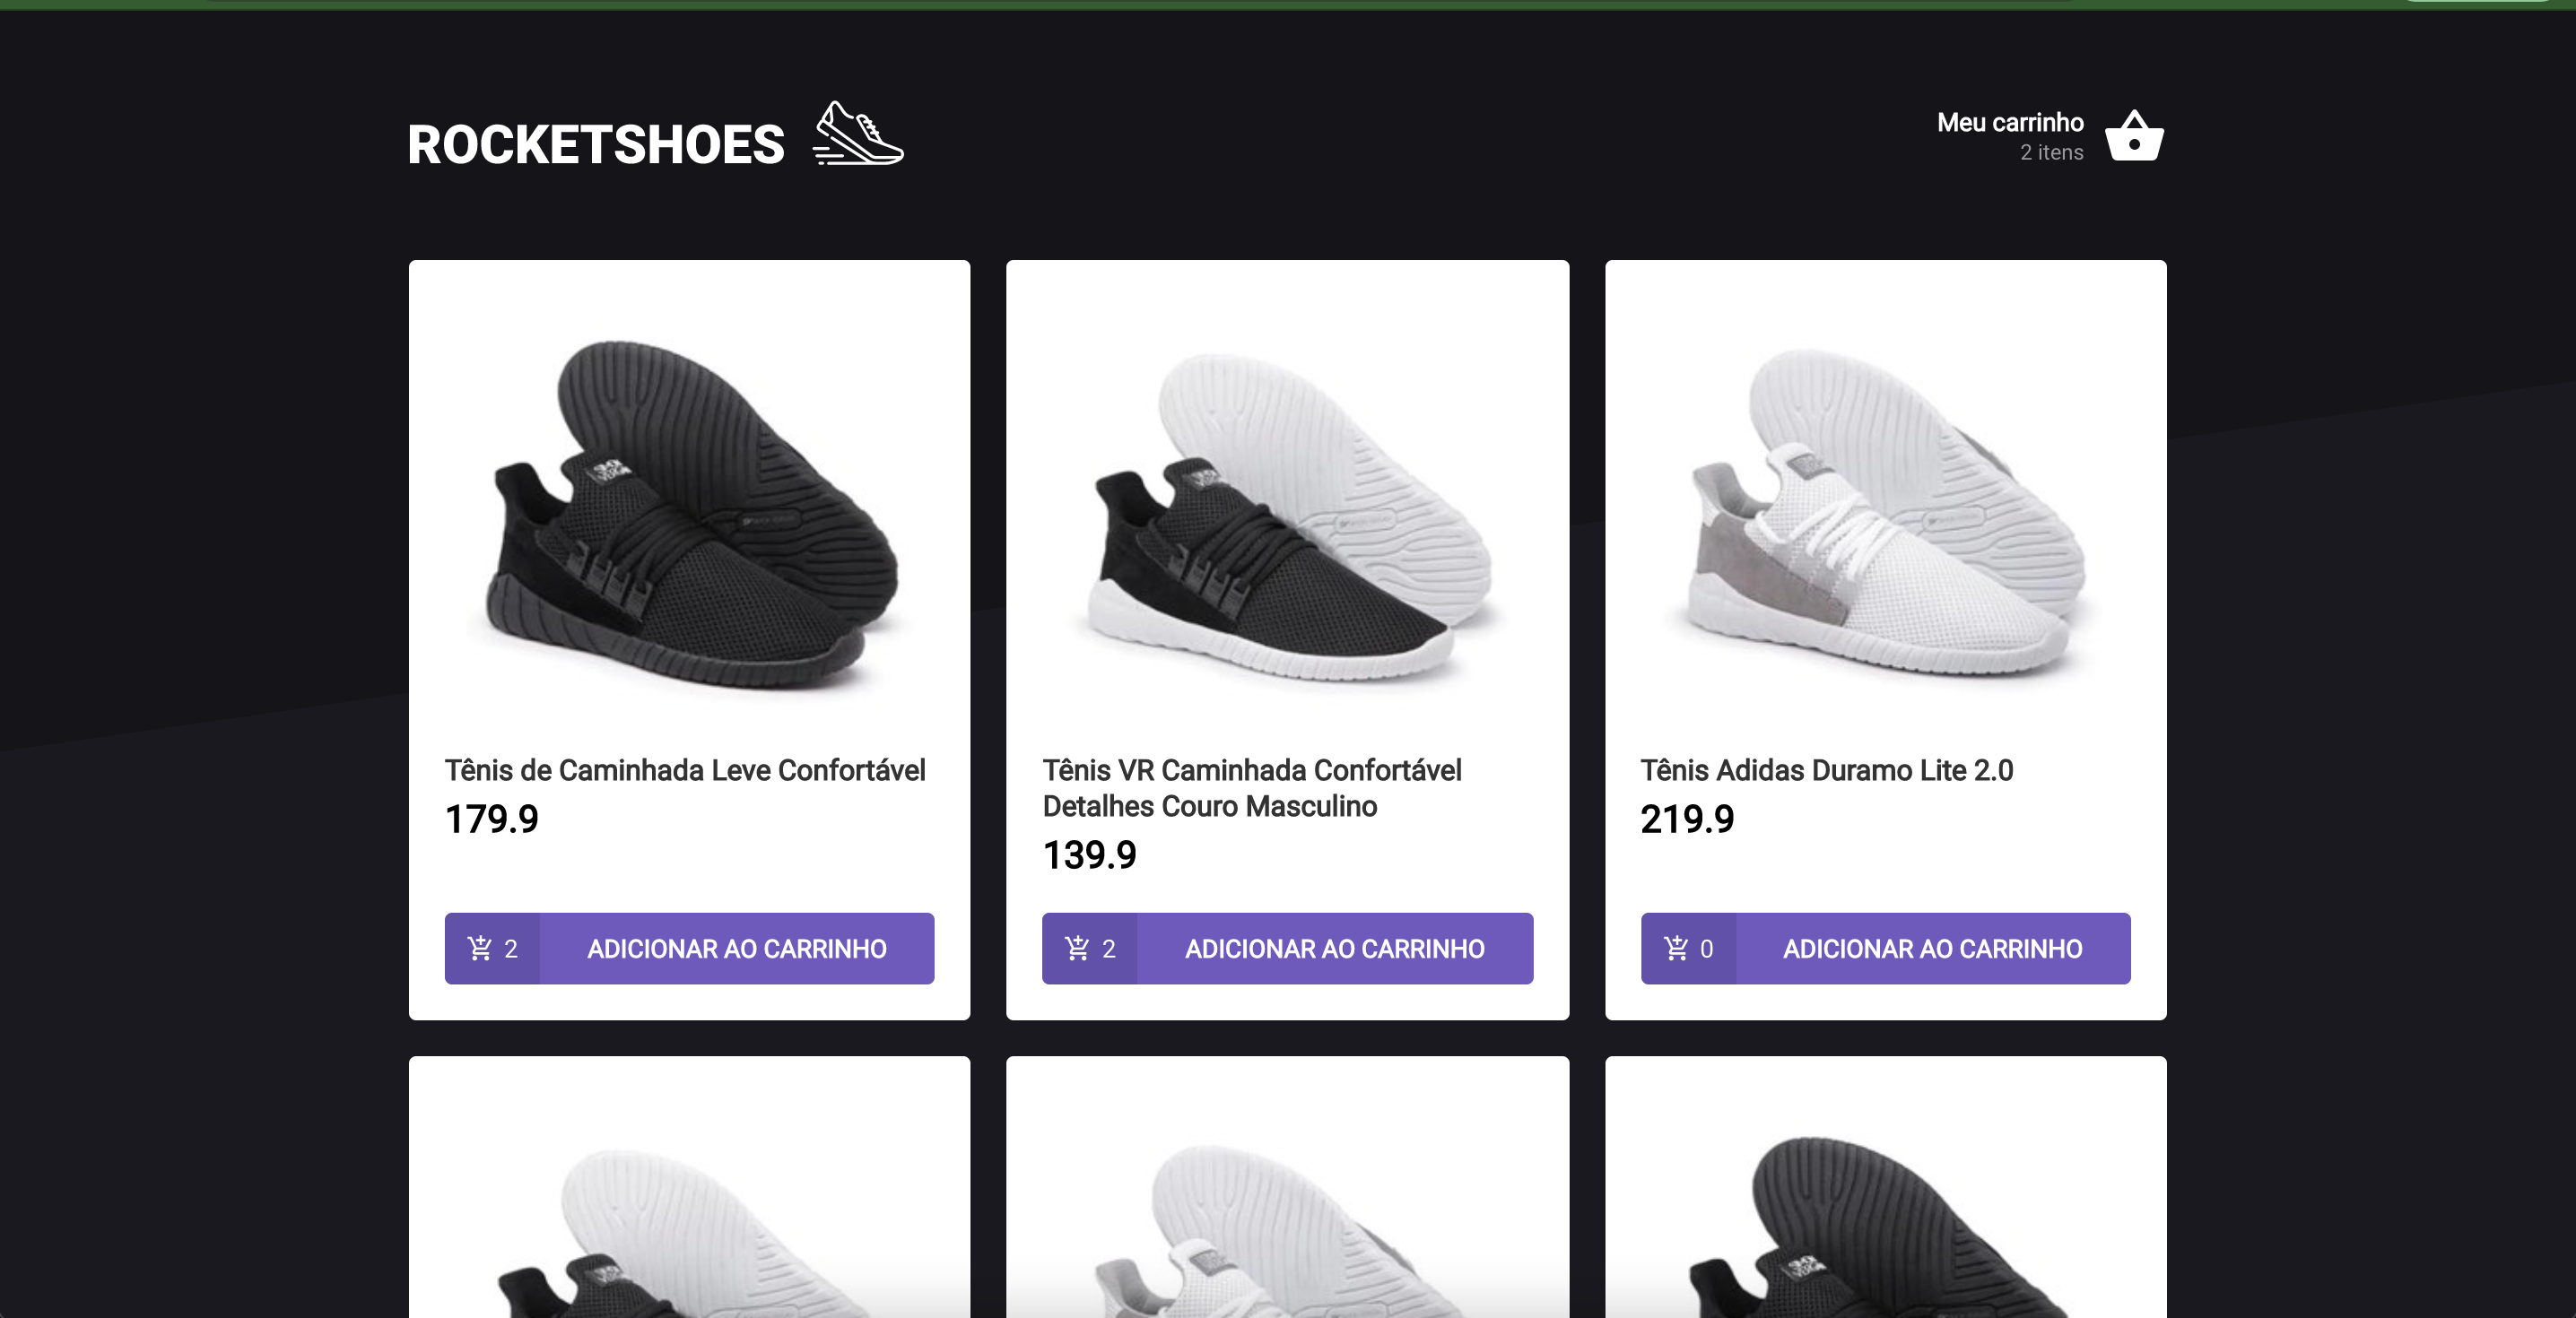 ROCKETSHOES
Meu carrinho
2 itens
Tênis de Caminhada Leve Confortável
179.9
2 ADICIONAR AO CARRINHO
Tênis VR Caminhada Confortável
Detalhes Couro Masculino
139.9
2 ADICIONAR AO CARRINHO
Tênis Adidas Duramo Lite 2.0
219.9
0 ADICIONAR AO CARRINHO